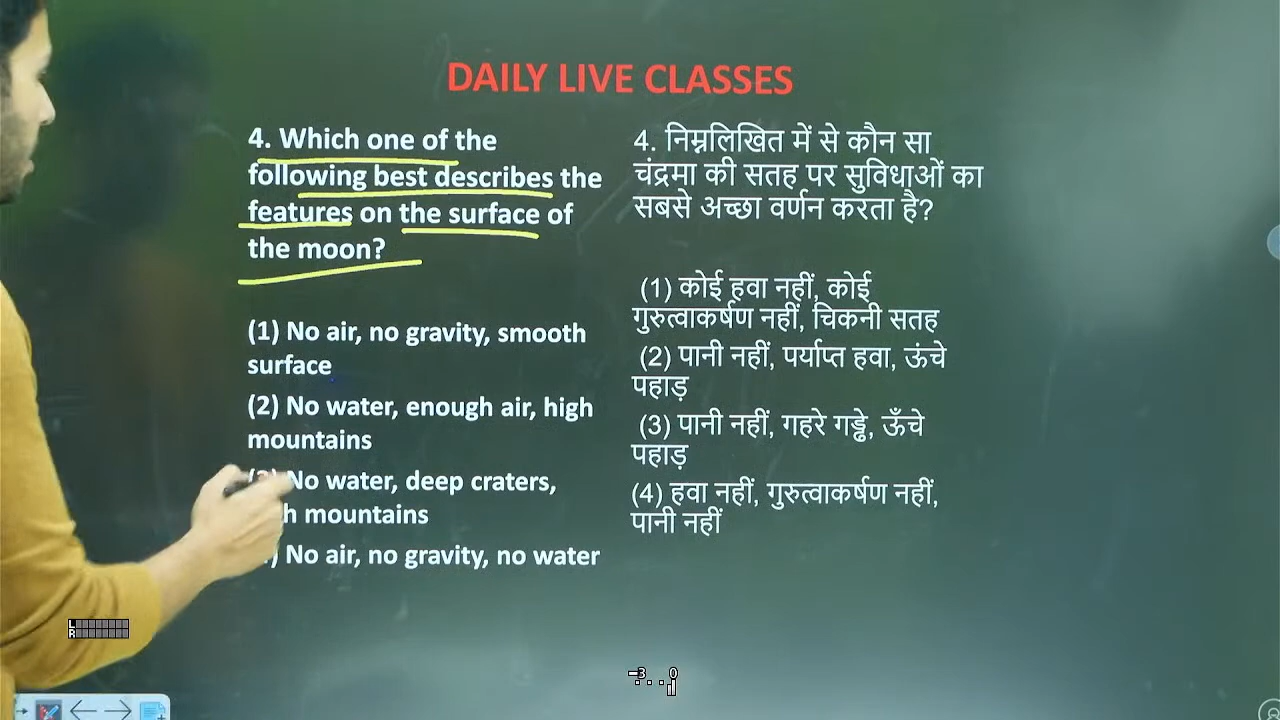 DAILY LIVE CLASSES
4. Which one of the
following best describes the
features on the surface of
the moon?
(1) No air, no gravity, smooth
surface
(2) No water, enough air, high
mountains
No water, deep craters,
mountains
No air, no gravity, no water
4. निम्नलिखित में से कौन सा
चंद्रमा की सतह पर सुविधाओं का
सबसे अच्छा वर्णन करता है?
(1) कोई हवा नहीं, कोई
गुरुत्वाकर्षण नहीं, चिकनी सतह
(2) पानी नहीं, पर्याप्त हवा, ऊंचे
पहाड़
(3) पानी नहीं, गहरे गड्ढे, ऊँचे
पहाड़
(4) हवा नहीं, गुरुत्वाकर्षण नहीं,
पानी नहीं
L
R
-3 0